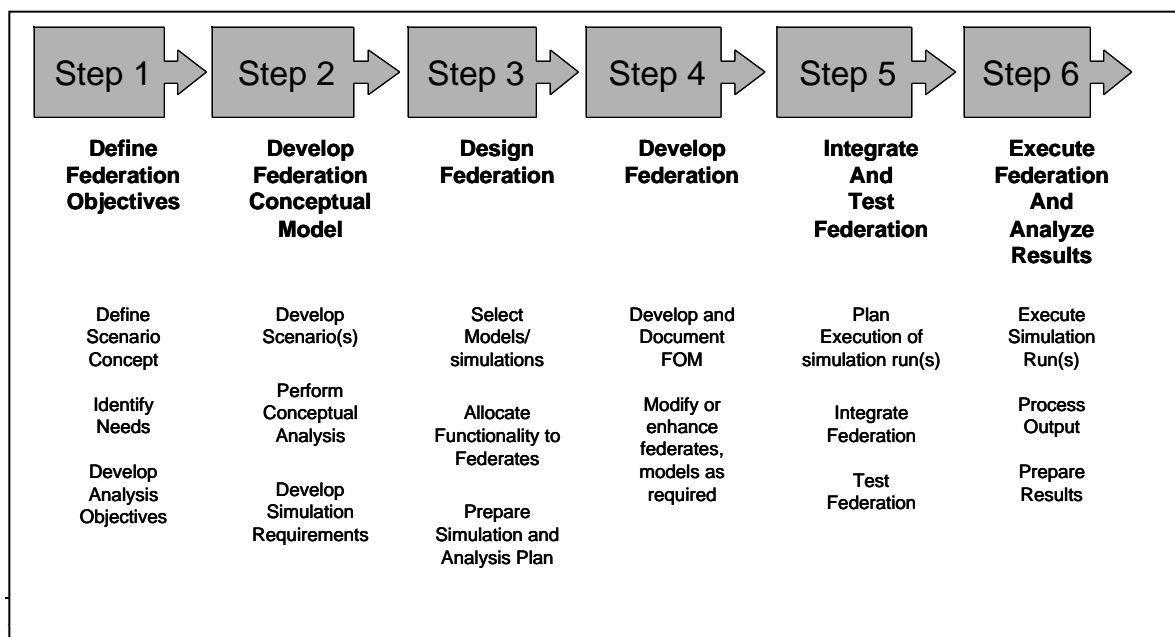 Step 1
Step 2
Step 3
Step 4
Step 5
Step 6
Define
Federation
Objectives
Develop
Federation
Conceptual
Model
Design
Federation
Develop
Federation
Integrate
And
Test
Federation
Execute
Federation
And
Analyze
Results
Define
Scenario
Concept
Identify
Needs
Develop
Analysis
Objectives
Develop
Scenario(s)
Perform
Conceptual
Analysis
Develop
Simulation
Requirements
Select
Models/
simulations
Allocate
Functionality to
Federates
Prepare
Simulation and
Analysis Plan
Develop and
Document
FOM
Modify or
enhance
federates,
models as
required
Plan
Execution of
simulation run(s)
Integrate
Federation
Test
Federation
Execute
Simulation
Run(s)
Process
Output
Prepare
Results